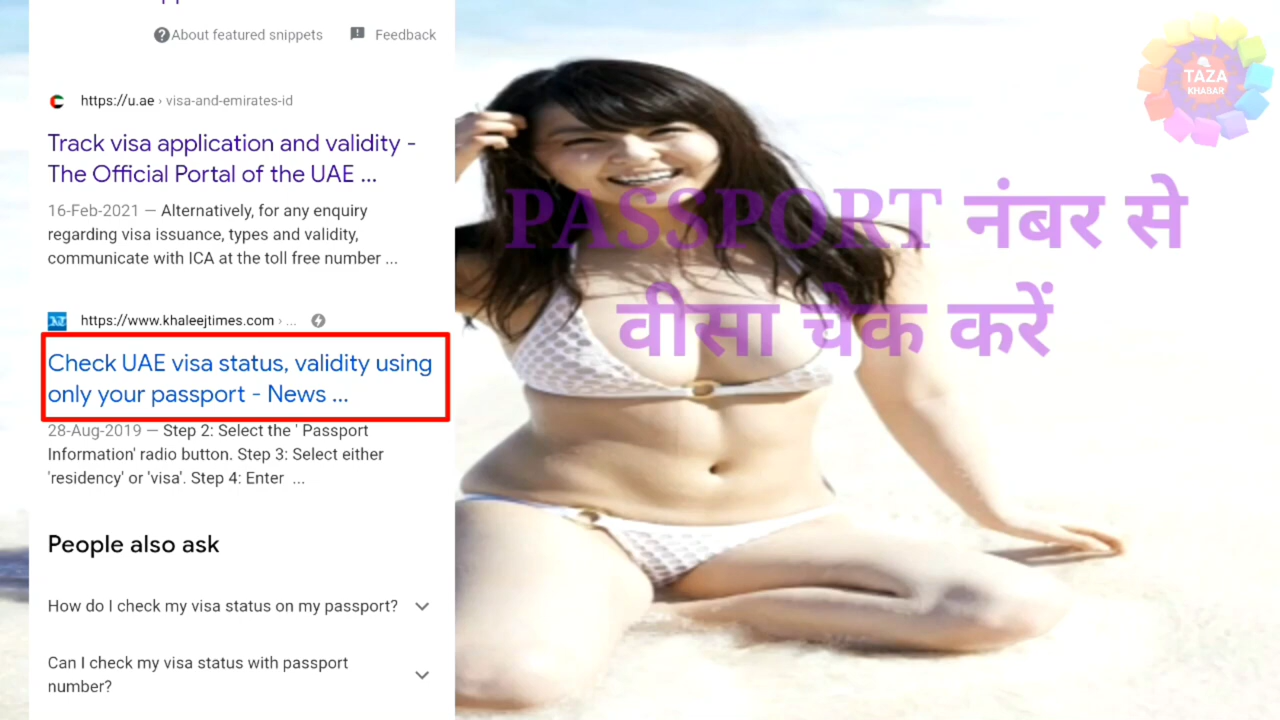 About featured snippets
Feedback
https://u.ae › visa-and-emirates-id
Track visa application and validity -
The Official Portal of the UAE ...
16-Feb-2021 — Alternatively, for any enquiry
regarding visa issuance, types and validity,
communicate with ICA at the toll free number ...
https://www.khaleejtimes.com › ...
Check UAE visa status, validity using
only your passport - News ...
28-Aug-2019 — Step 2: Select the ' Passport
Information' radio button. Step 3: Select either
'residency' or 'visa'. Step 4: Enter ...
People also ask
How do I check my visa status on my passport?
Can I check my visa status with passport
number?
PASSPORT नंबर से
वीसा चेक करें
TAZA
KHABAR